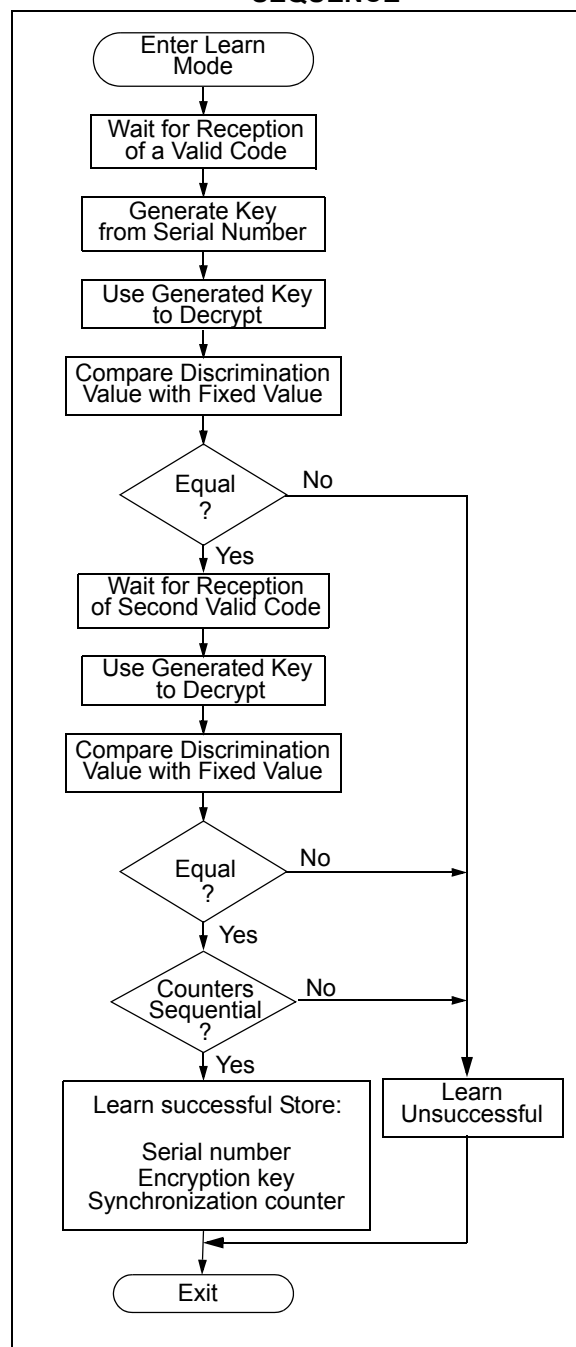 SEQUENCE
Enter Learn
Mode
Wait for Reception
of a Valid Code
Generate Key
from Serial Number
Use Generated Key
to Decrypt
Compare Discrimination
Value with Fixed Value
Equal
?
No
Yes
Wait for Reception
of Second Valid Code
Use Generated Key
to Decrypt
Compare Discrimination
Value with Fixed Value
Equal
?
No
Yes
Counters
Sequential
?
No
Yes
Learn successful Store:
Serial number
Encryption key
Synchronization counter
Learn
Unsuccessful
Exit